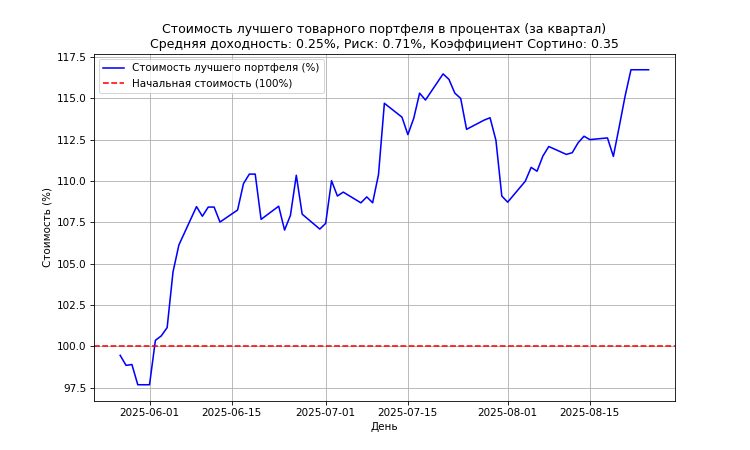 Стоимость лучшего товарного портфеля в процентах (за квартал)
Средняя доходность: 0.25%, Риск: 0.71%, Коэффициент Сортино: 0.35
Стоимость лучшего портфеля (%)
Начальная стоимость (100%)
Стоимость (%)
117.5
115.0
112.5
110.0
107.5
105.0
102.5
100.0
97.5
2025-06-01 2025-06-15 2025-07-01 2025-07-15 2025-08-01 2025-08-15
День